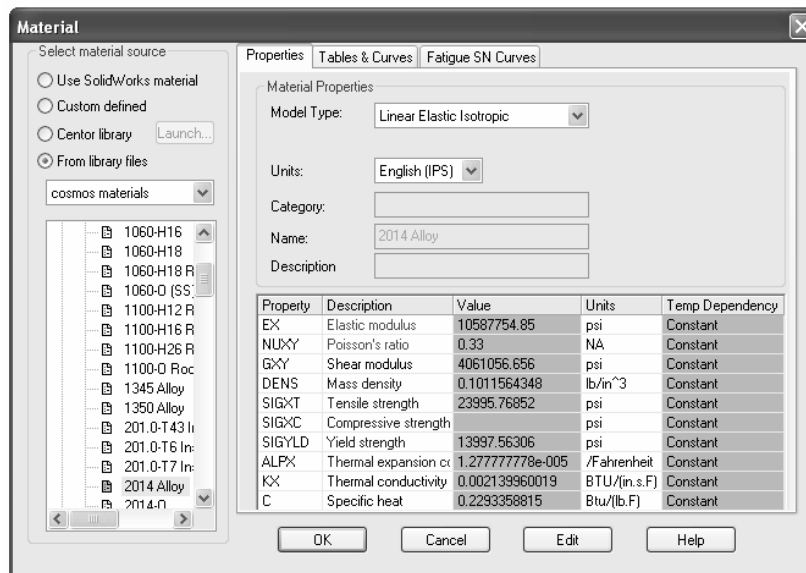 Material
Select material source
Use SolidWorks material
Custom defined
Centor library Launch...
From library files
cosmos materials
1060-H16
1060-H18
1060-H18 R
1060-O (SS)
1100-H12 R
1100-H16 R
1100-H26 R
1100-O Roc
1345 Alloy
1350 Alloy
201.0-T43 I
201.0-T6 In
201.0-T7 In
2014 Alloy
2014-O
Properties Tables & Curves Fatigue SN Curves
Material Properties
Model Type: Linear Elastic Isotropic
Units: English (IPS)
Category:
Name: 2014 Alloy
Description
Property Description Value Units Temp Dependency
EX Elastic modulus 10587754.85 psi Constant
NUXY Poisson's ratio 0.33 NA Constant
GXY Shear modulus 4061056.656 psi Constant
DENS Mass density 0.1011564348 lb/in^3 Constant
SIGXT Tensile strength 23995.76852 psi Constant
SIGXC Compressive strength psi Constant
SIGYLD Yield strength 13997.56306 psi Constant
ALPX Thermal expansion co 1.277777778e-005 /Fahrenheit Constant
KX Thermal conductivity 0.002139960019 BTU/(in.s.F) Constant
C Specific heat 0.2293358815 Btu/(lb.F) Constant
OK Cancel Edit Help